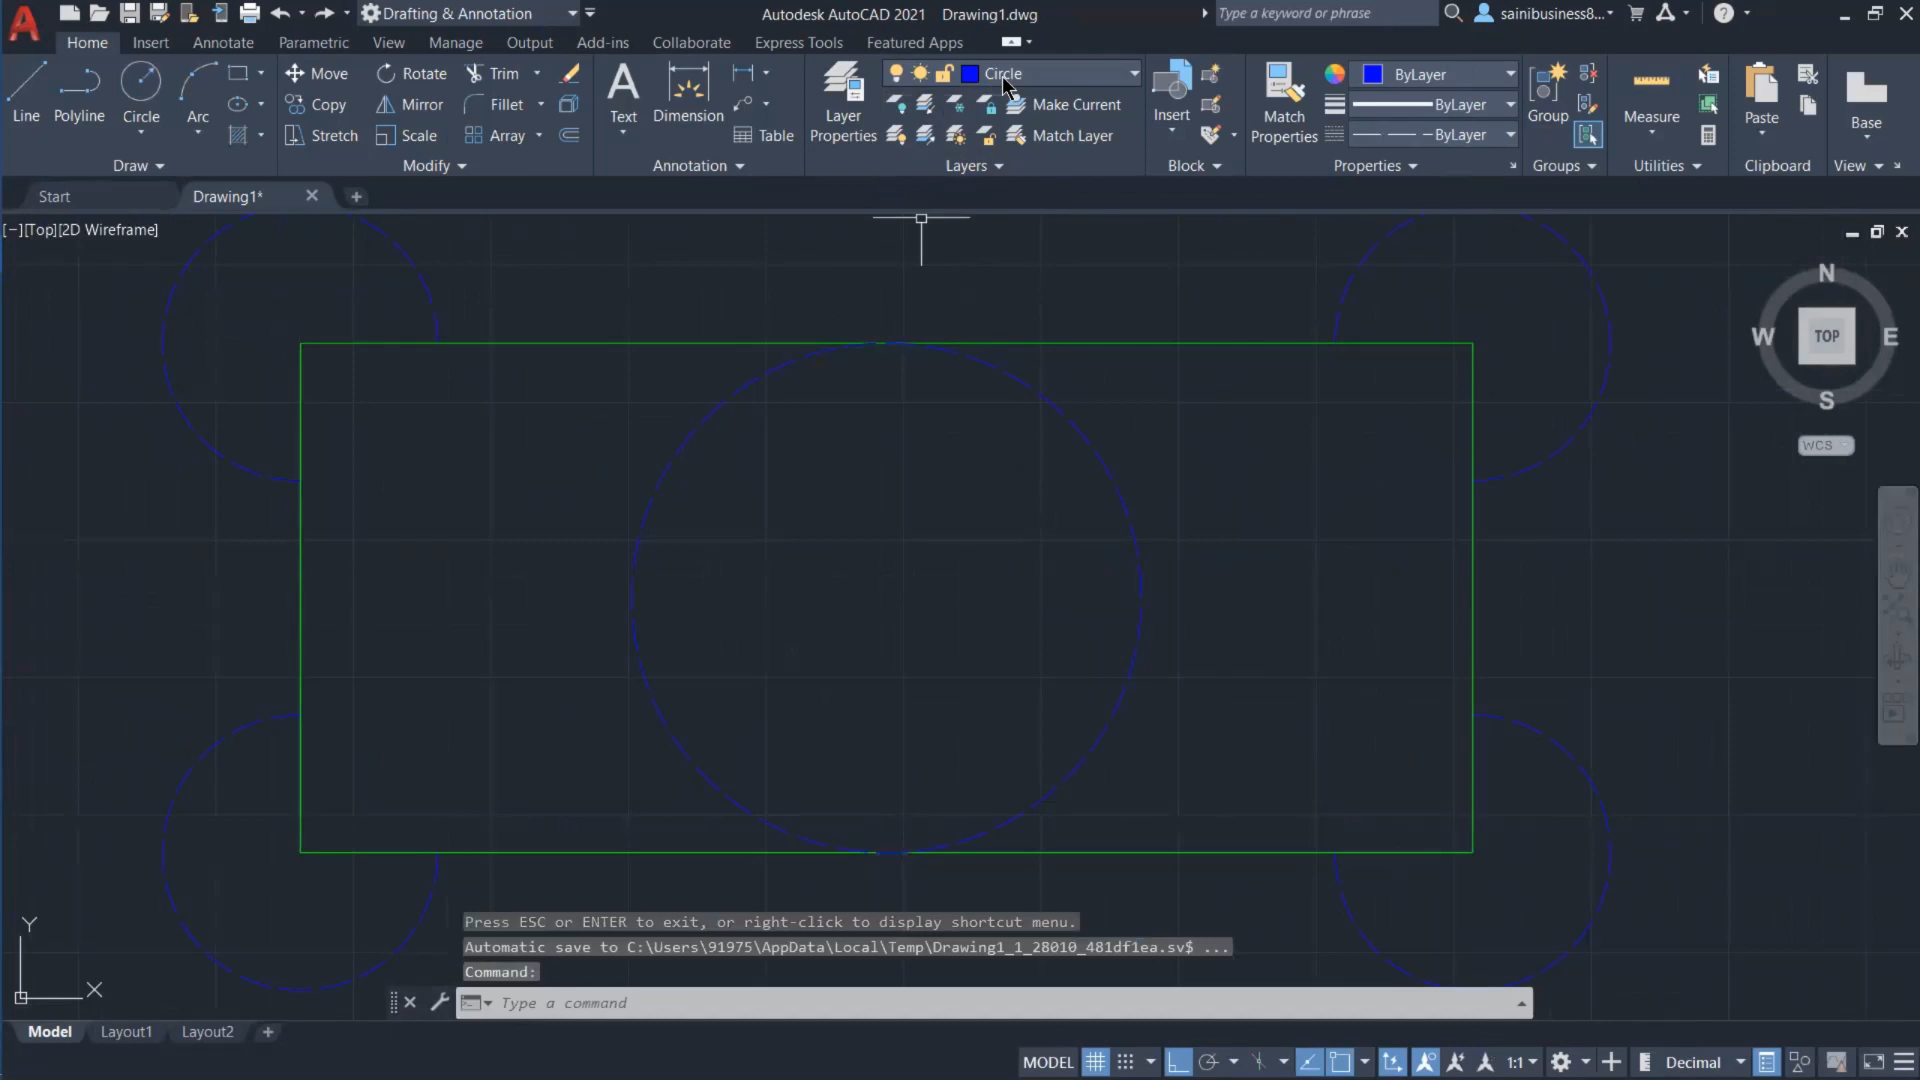 Drafting & Annotation
Autodesk AutoCAD 2021 Drawing1.dwg
Type a keyword or phrase
sainibusiness8...
Home Insert Annotate Parametric View Manage Output Add-ins Collaborate Express Tools Featured Apps
Line Polyline Circle Arc
Move Rotate Trim
Copy Mirror Fillet
Stretch Scale Array
Text Dimension Table
Layer Properties
Circle
Make Current
Match Layer
Insert
Match Properties
ByLayer
ByLayer
ByLayer
Group
Measure
Paste
Base
Draw Modify Annotation Layers Block Properties Groups Utilities Clipboard View
Start Drawing1*
[−][Top][2D Wireframe]
N
W TOP E
S
WCS
Y
X
Press ESC or ENTER to exit, or right-click to display shortcut menu.
Automatic save to C:\Users\91975\AppData\Local\Temp\Drawing1_1_28010_481df1ea.sv$ ...
Command:
Type a command
Model Layout1 Layout2
MODEL 1:1 Decimal